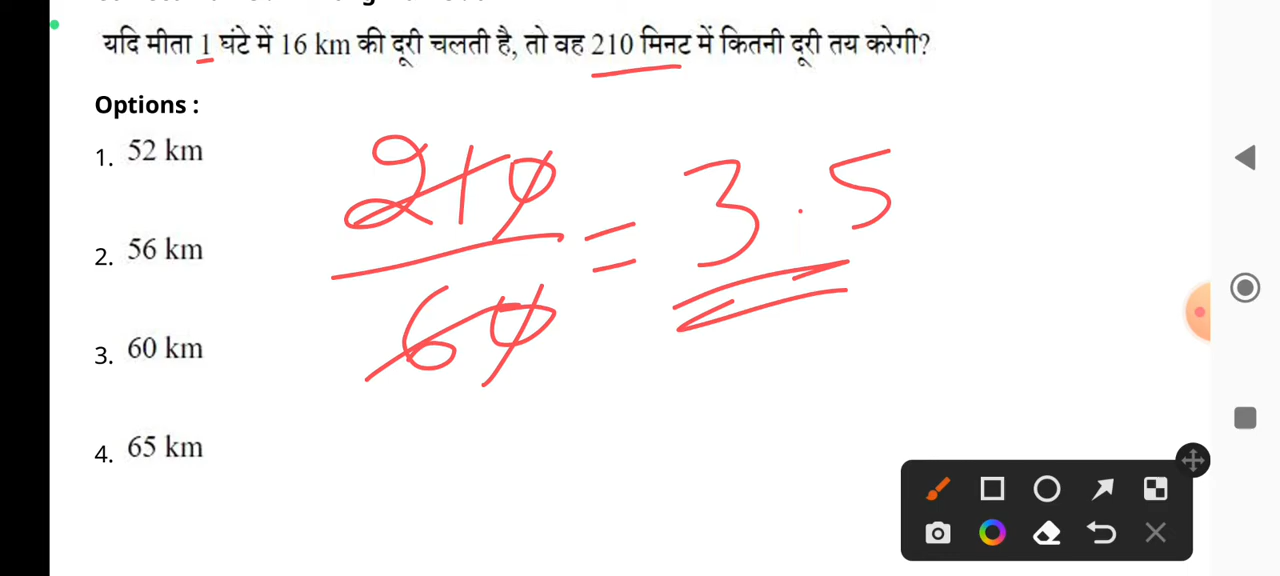 यदि मीता 1 घंटे में 16 km की दूरी चलती है, तो वह 210 मिनट में कितनी दूरी तय करेगी?
Options :
1. 52 km
2. 56 km
3. 60 km
4. 65 km
210
60
= 3.5